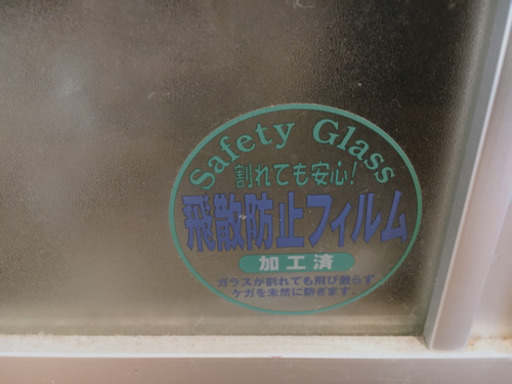 Safety Glass
割れても安心!
飛散防止フィルム
加工済
ガラスが割れても飛び散らず
ケガを未然に防ぎます。